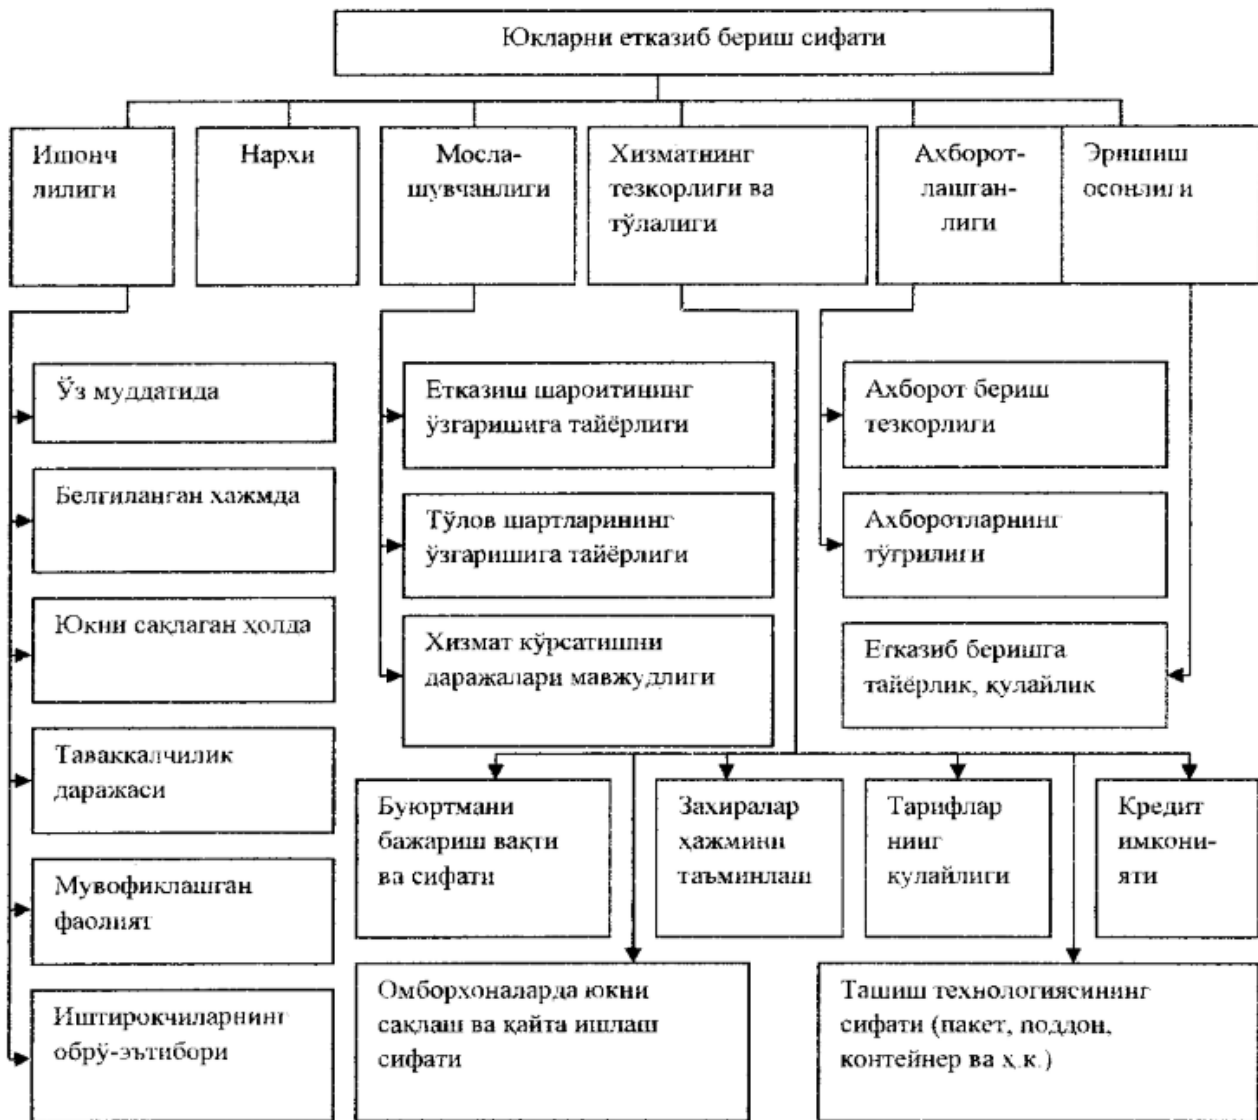 Юкларни етказиб бериш сифати
Ишонч
лилиги
Нархи
Мосла-
шувчанлиги
Хизматнинг
тезкорлиги ва
тўлалиги
Ахборот-
лашган-
лиги
Эришиш
осонлиги
Ўз муддатида
Белгиланган хажмда
Юкни сақлаган ҳолда
Таваккалчилик
даражаси
Мувофиклашган
фаолият
Иштирокчиларнинг
обрў-эътибори
Етказиш шароитининг
ўзгаришига тайёрлиги
Тўлов шартларининг
ўзгаришига тайёрлиги
Хизмат кўрсатишни
даражалари мавжудлиги
Ахборот бериш
тезкорлиги
Ахборотларнинг
тўғрилиги
Етказиб беришга
тайёрлик, қулайлик
Буюртмани
бажариш вақти
ва сифати
Захиралар
ҳажмини
таъминлаш
Тарифлар
нинг
кулайлиги
Кредит
имкони-
яти
Омборхоналарда юкни
сақлаш ва қайта ишлаш
сифати
Ташиш технологиясининг
сифати (пакет, поддон,
контейнер ва ҳ.к.)